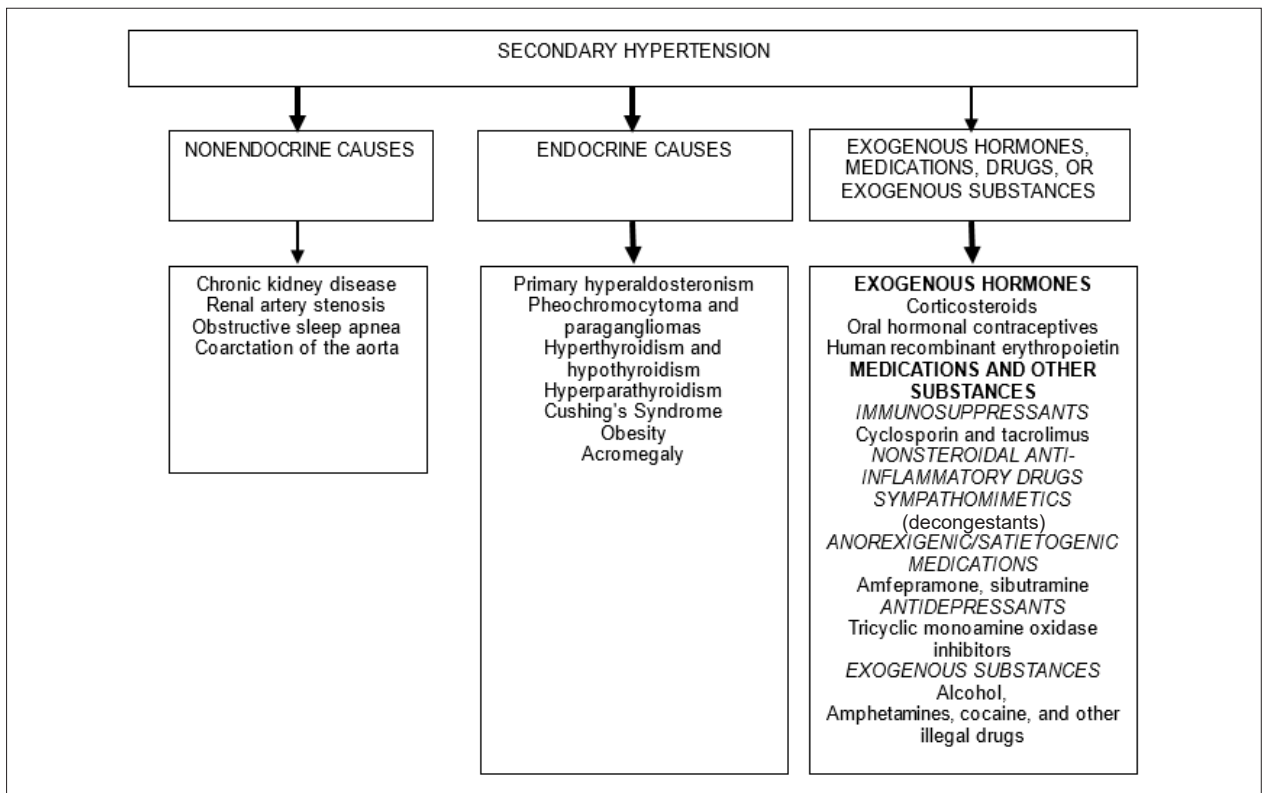 SECONDARY HYPERTENSION
NONENDOCRINE CAUSES
ENDOCRINE CAUSES
EXOGENOUS HORMONES,
MEDICATIONS, DRUGS, OR
EXOGENOUS SUBSTANCES
Chronic kidney disease
Renal artery stenosis
Obstructive sleep apnea
Coarctation of the aorta
Primary hyperaldosteronism
Pheochromocytoma and
paragangliomas
Hyperthyroidism and
hypothyroidism
Hyperparathyroidism
Cushing's Syndrome
Obesity
Acromegaly
EXOGENOUS HORMONES
Corticosteroids
Oral hormonal contraceptives
Human recombinant erythropoietin
MEDICATIONS AND OTHER
SUBSTANCES
IMMUNOSUPPRESSANTS
Cyclosporin and tacrolimus
NONSTEROIDAL ANTI-
INFLAMMATORY DRUGS
SYMPATHOMIMETICS
(decongestants)
ANOREXIGENIC/SATIETOGENIC
MEDICATIONS
Amfepramone, sibutramine
ANTIDEPRESSANTS
Tricyclic monoamine oxidase
inhibitors
EXOGENOUS SUBSTANCES
Alcohol,
Amphetamines, cocaine, and other
illegal drugs